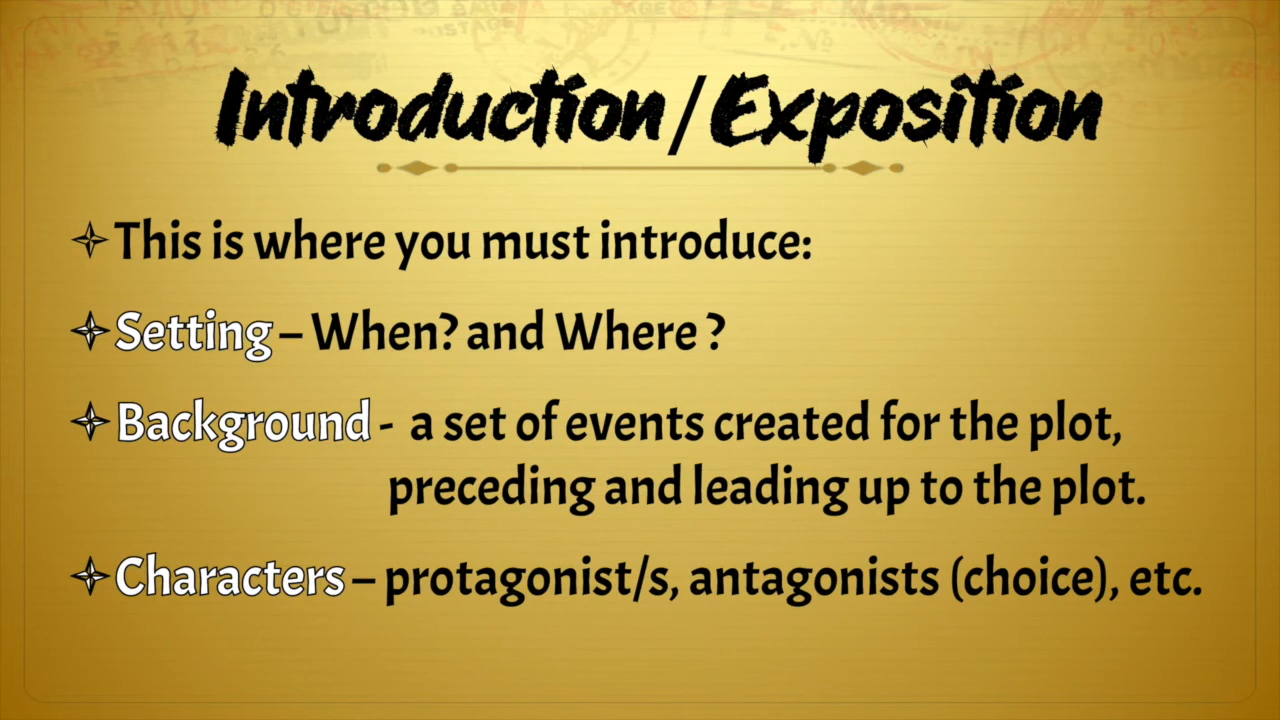 Introduction/Exposition
This is where you must introduce:
Setting – When? and Where ?
Background - a set of events created for the plot,
preceding and leading up to the plot.
Characters – protagonist/s, antagonists (choice), etc.